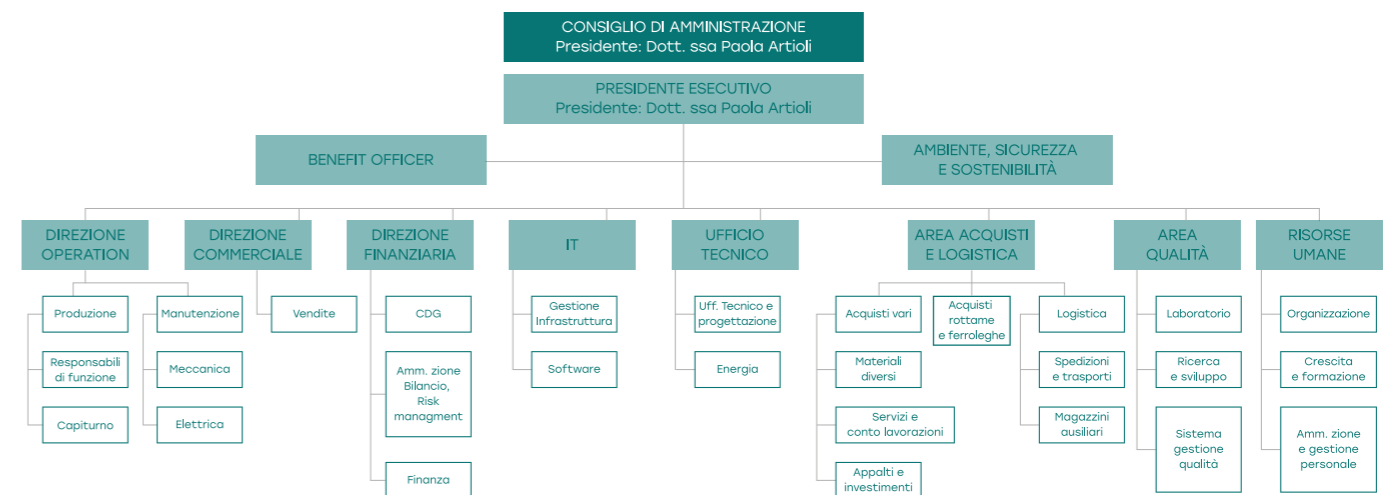 CONSIGLIO DI AMMINISTRAZIONE
Presidente: Dott. ssa Paola Artioli
PRESIDENTE ESECUTIVO
Presidente: Dott. ssa Paola Artioli
BENEFIT OFFICER
AMBIENTE, SICUREZZA
E SOSTENIBILITÀ
DIREZIONE
OPERATION
DIREZIONE
COMMERCIALE
DIREZIONE
FINANZIARIA
IT
UFFICIO
TECNICO
AREA ACQUISTI
E LOGISTICA
AREA
QUALITÀ
RISORSE
UMANE
Produzione
Responsabili
di funzione
Capiturno
Manutenzione
Meccanica
Elettrica
Vendite
CDG
Amm. zione
Bilancio,
Risk
managment
Finanza
Gestione
Infrastruttura
Software
Uff. Tecnico e
progettazione
Energia
Acquisti vari
Materiali
diversi
Servizi e
conto lavorazioni
Appalti e
investimenti
Acquisti
rottame
e ferroleghe
Logistica
Spedizioni
e trasporti
Magazzini
ausiliari
Laboratorio
Ricerca
e sviluppo
Sistema
gestione
qualità
Organizzazione
Crescita
e formazione
Amm. zione
e gestione
personale